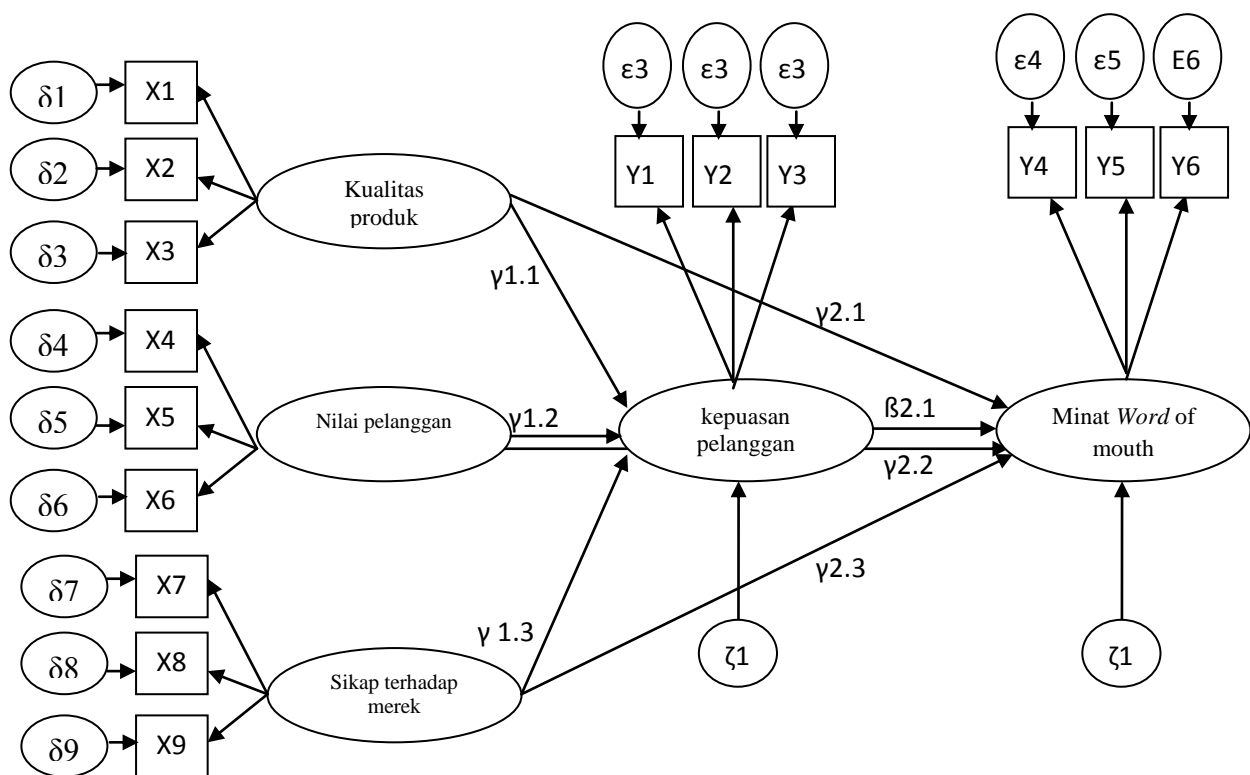 ε3
ε3
ε3
ε4
ε5
E6
δ1
X1
δ2
X2
δ3
X3
Y1
Y2
Y3
Y4
Y5
Y6
Kualitas
produk
γ1.1
γ2.1
δ4
X4
δ5
X5
δ6
X6
Nilai pelanggan
γ1.2
kepuasan
pelanggan
ß2.1
γ2.2
Minat Word of
mouth
δ7
X7
δ8
X8
δ9
X9
γ 1.3
γ2.3
Sikap terhadap
merek
ζ1
ζ1